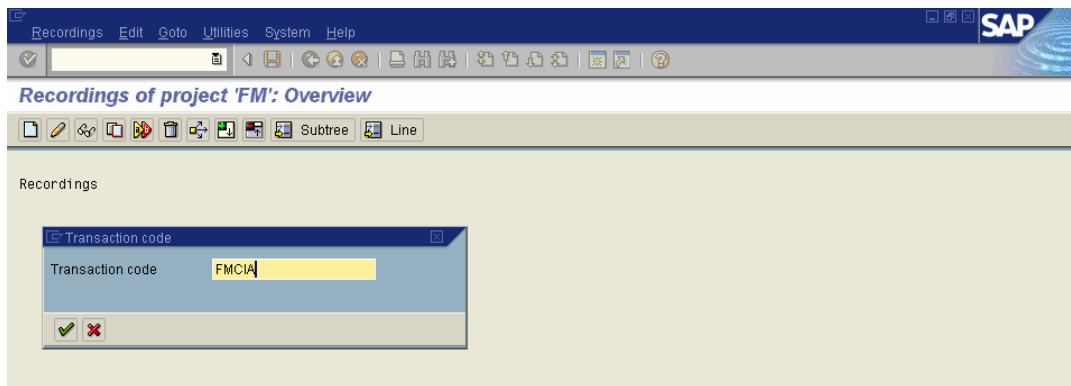 Recordings Edit Goto Utilities System Help
SAP
Recordings of project 'FM': Overview
Subtree Line
Recordings
Transaction code
Transaction code FMCIA